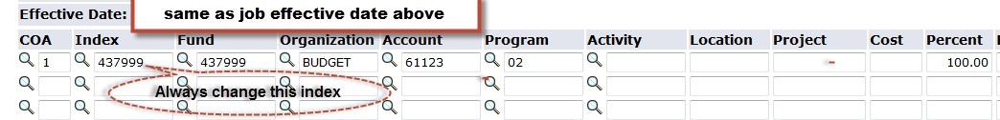 Effective Date: same as job effective date above
COA Index Fund Organization Account Program Activity Location Project Cost Percent
1 437999 437999 BUDGET 61123 02 100.00
Always change this index